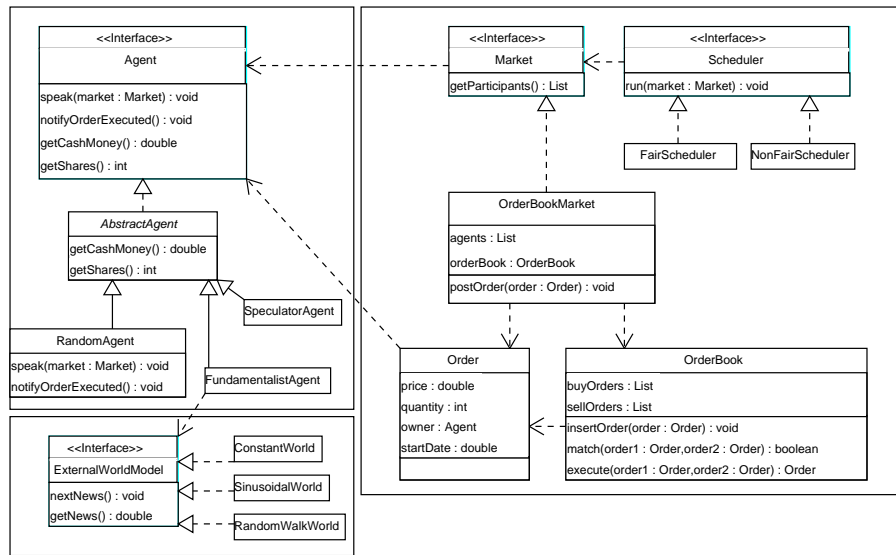 <<Interface>>
Agent
speak(market : Market) : void
notifyOrderExecuted() : void
getCashMoney() : double
getShares() : int
AbstractAgent
getCashMoney() : double
getShares() : int
SpeculatorAgent
RandomAgent
speak(market : Market) : void
notifyOrderExecuted() : void
FundamentalistAgent
<<Interface>>
ExternalWorldModel
nextNews() : void
getNews() : double
ConstantWorld
SinusoidalWorld
RandomWalkWorld
<<Interface>>
Market
getParticipants() : List
<<Interface>>
Scheduler
run(market : Market) : void
FairScheduler
NonFairScheduler
OrderBookMarket
agents : List
orderBook : OrderBook
postOrder(order : Order) : void
Order
price : double
quantity : int
owner : Agent
startDate : double
OrderBook
buyOrders : List
sellOrders : List
insertOrder(order : Order) : void
match(order1 : Order,order2 : Order) : boolean
execute(order1 : Order,order2 : Order) : Order